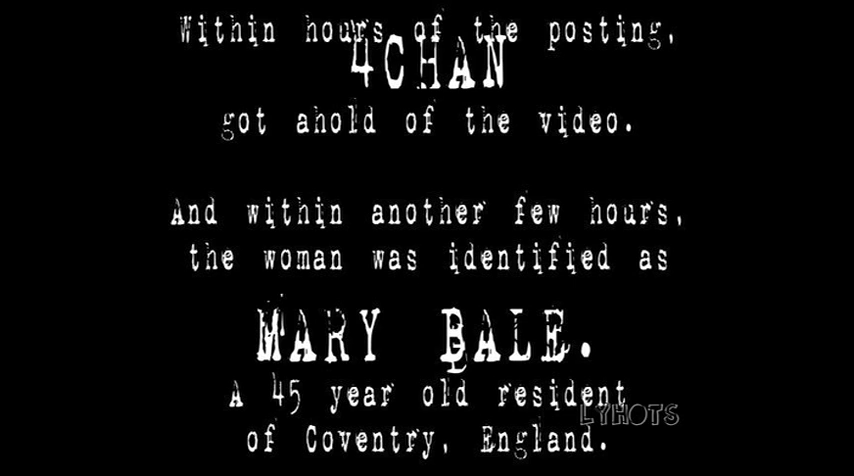 Within hours of the posting,
4CHAN
got ahold of the video.
And within another few hours,
the woman was identified as
MARY BALE.
A 45 year old resident
of Coventry, England.
LYHOTS